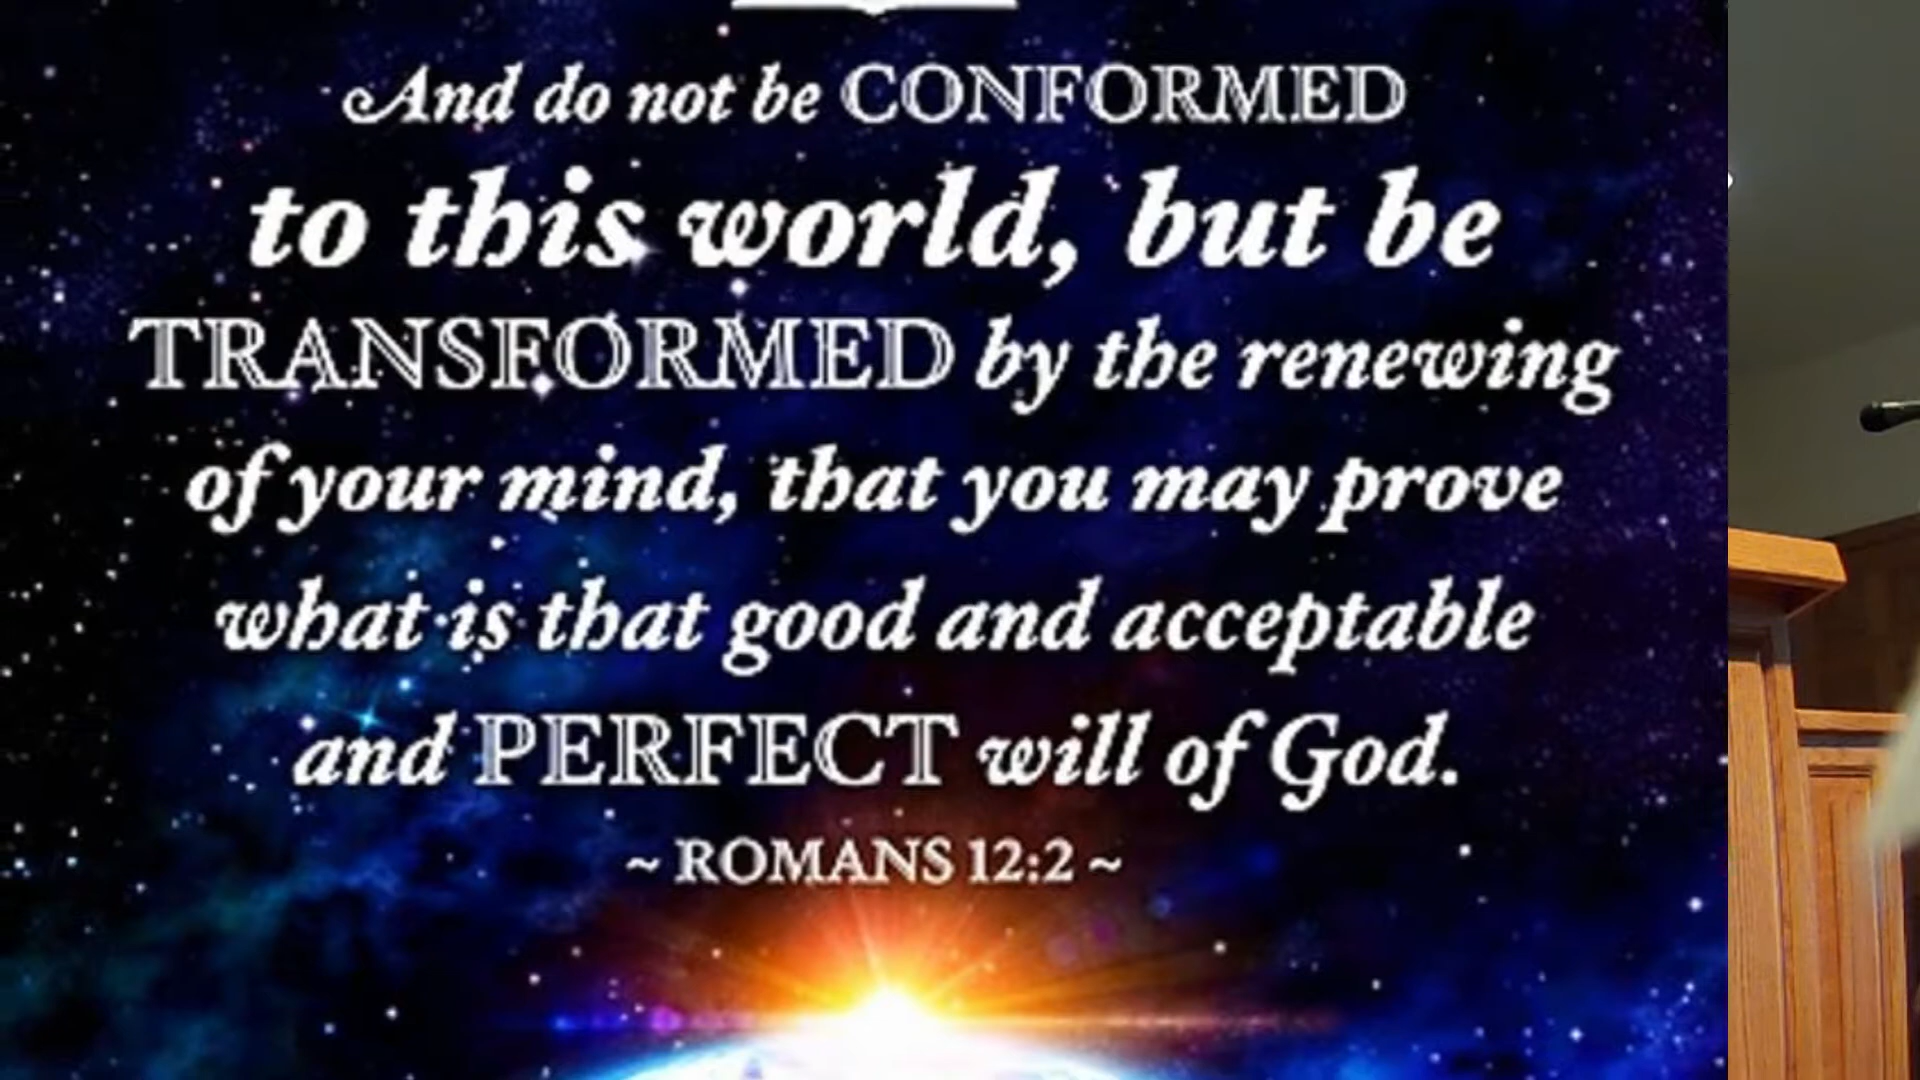 And do not be CONFORMED
to this world, but be
TRANSFORMED by the renewing
of your mind, that you may prove
what is that good and acceptable
and PERFECT will of God.
~ ROMANS 12:2 ~